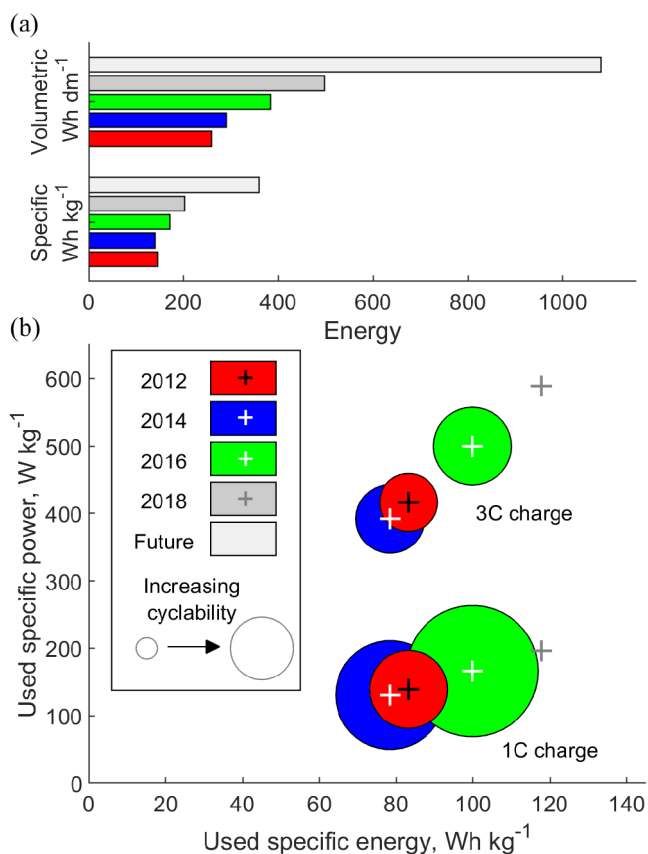 (a)
Volumetric
Wh dm⁻¹
Specific
Wh kg⁻¹
0 200 400 600 800 1000
Energy
(b)
Used specific power, W kg⁻¹
600
500
400
300
200
100
0
2012
2014
2016
2018
Future
Increasing
cyclability
3C charge
1C charge
0 20 40 60 80 100 120 140
Used specific energy, Wh kg⁻¹